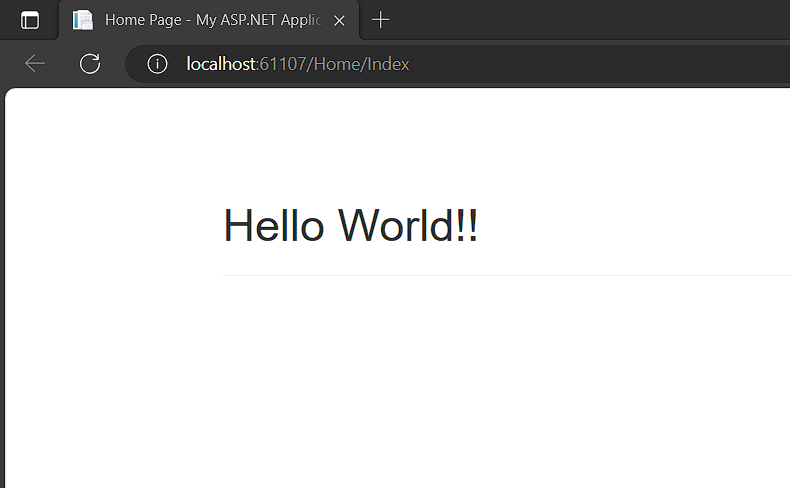 Home Page - My ASP.NET Applic
localhost:61107/Home/Index
Hello World!!